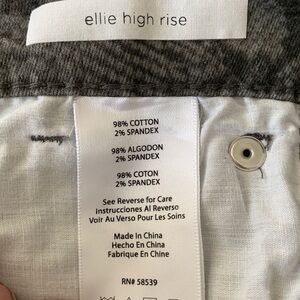 ellie high rise
98% COTTON
2% SPANDEX
98% ALGODON
2% SPANDEX
98% COTON
2% SPANDEX
See Reverse for Care
Instrucciones Al Reverso
Voir Au Verso Pour Les Soins
Made In China
Hecho En China
Fabrique En Chine
RN# 58539